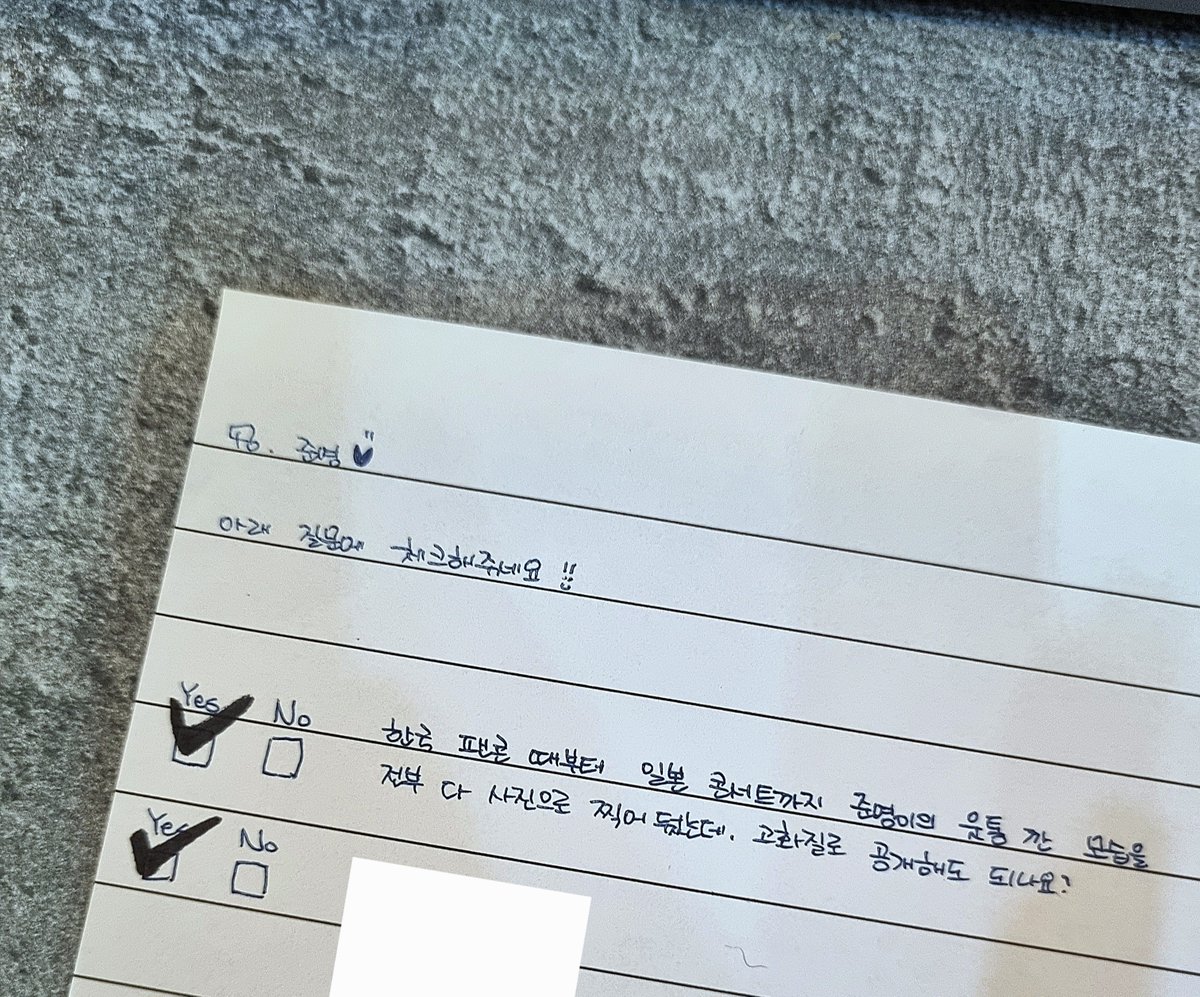 To. 준영
아래 질문에 체크해주세요 !!
Yes No
한국 팬콘 때부터 일본 콘서트까지 준영이의 웃통 깐 모습을
전부 다 사진으로 찍어 뒀는데. 고화질로 공개해도 되나요?
Yes No